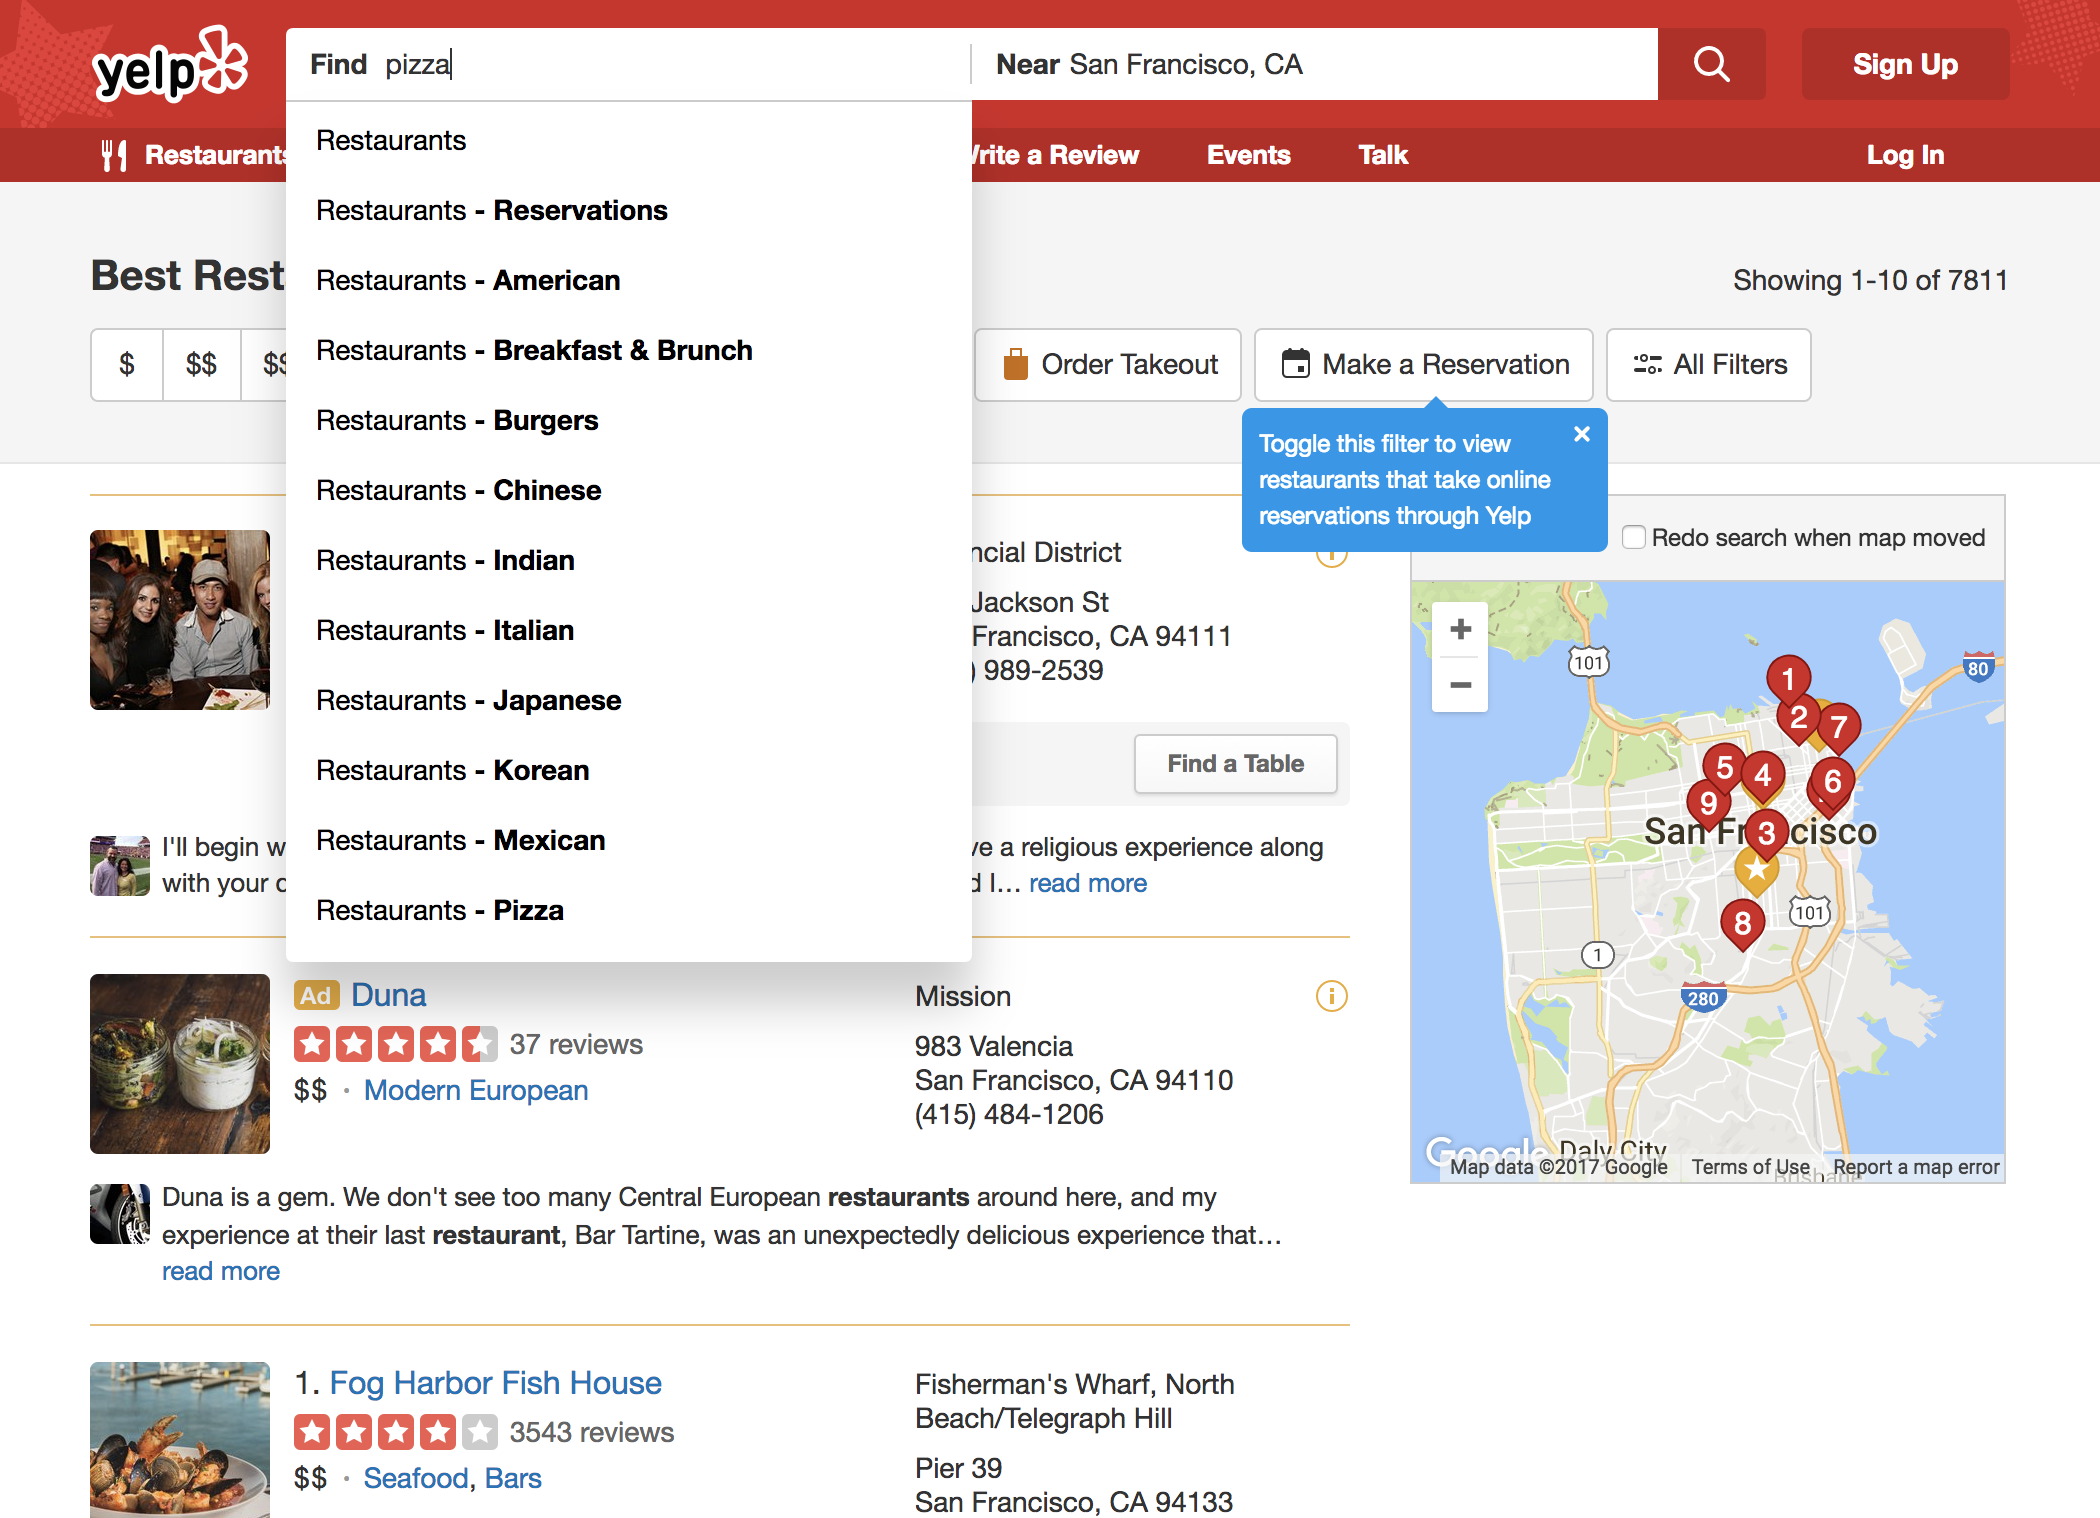 yelp
Find pizza
Near San Francisco, CA
Sign Up
Restaurants
Write a Review
Events
Talk
Log In
Restaurants
Restaurants - Reservations
Restaurants - American
Restaurants - Breakfast & Brunch
Restaurants - Burgers
Restaurants - Chinese
Restaurants - Indian
Restaurants - Italian
Restaurants - Japanese
Restaurants - Korean
Restaurants - Mexican
Restaurants - Pizza
Best Rest
Showing 1-10 of 7811
$
$$
$$
Order Takeout
Make a Reservation
All Filters
Toggle this filter to view
restaurants that take online
reservations through Yelp
ncial District
Jackson St
Francisco, CA 94111
) 989-2539
Find a Table
I'll begin w
ve a religious experience along
with your
d I... read more
Redo search when map moved
101
80
1
2
7
5
4
6
9
San Francisco
3
8
101
1
280
Google
Daly City
Brisbane
Map data ©2017 Google
Terms of Use
Report a map error
Ad Duna
37 reviews
$$ · Modern European
Mission
983 Valencia
San Francisco, CA 94110
(415) 484-1206
Duna is a gem. We don't see too many Central European restaurants around here, and my
experience at their last restaurant, Bar Tartine, was an unexpectedly delicious experience that...
read more
1. Fog Harbor Fish House
3543 reviews
$$ · Seafood, Bars
Fisherman's Wharf, North
Beach/Telegraph Hill
Pier 39
San Francisco, CA 94133